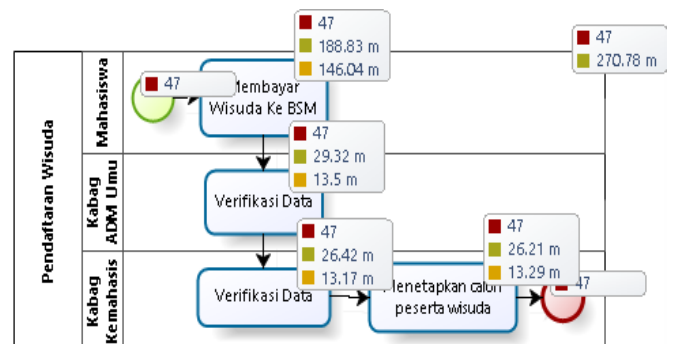 47
188.83 m
146.04 m
47
270.78 m
47
Membayar
Wisuda Ke BSM
47
29.32 m
13.5 m
Verifikasi Data
47
26.42 m
13.17 m
47
26.21 m
13.29 m
47
Verifikasi Data
Menetapkan calon
peserta wisuda
Pendaftaran Wisuda
Mahasiswa
Kabag
ADM Umu
Kabag
Kemahasis